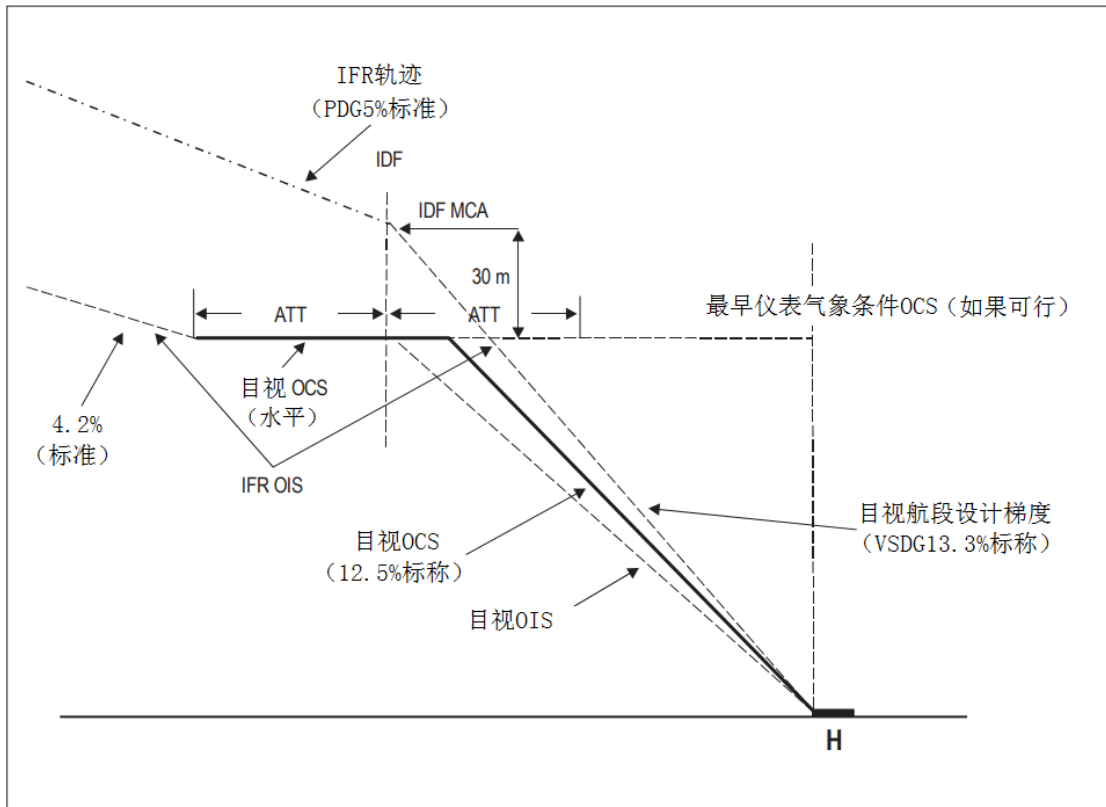 IFR轨迹
（PDG5%标准）
IDF
IDF MCA
30 m
最早仪表气象条件OCS（如果可行）
ATT
ATT
目视 OCS
（水平）
4.2%
（标准）
IFR OIS
目视航段设计梯度
（VSDG13.3%标称）
目视OCS
（12.5%标称）
目视OIS
H